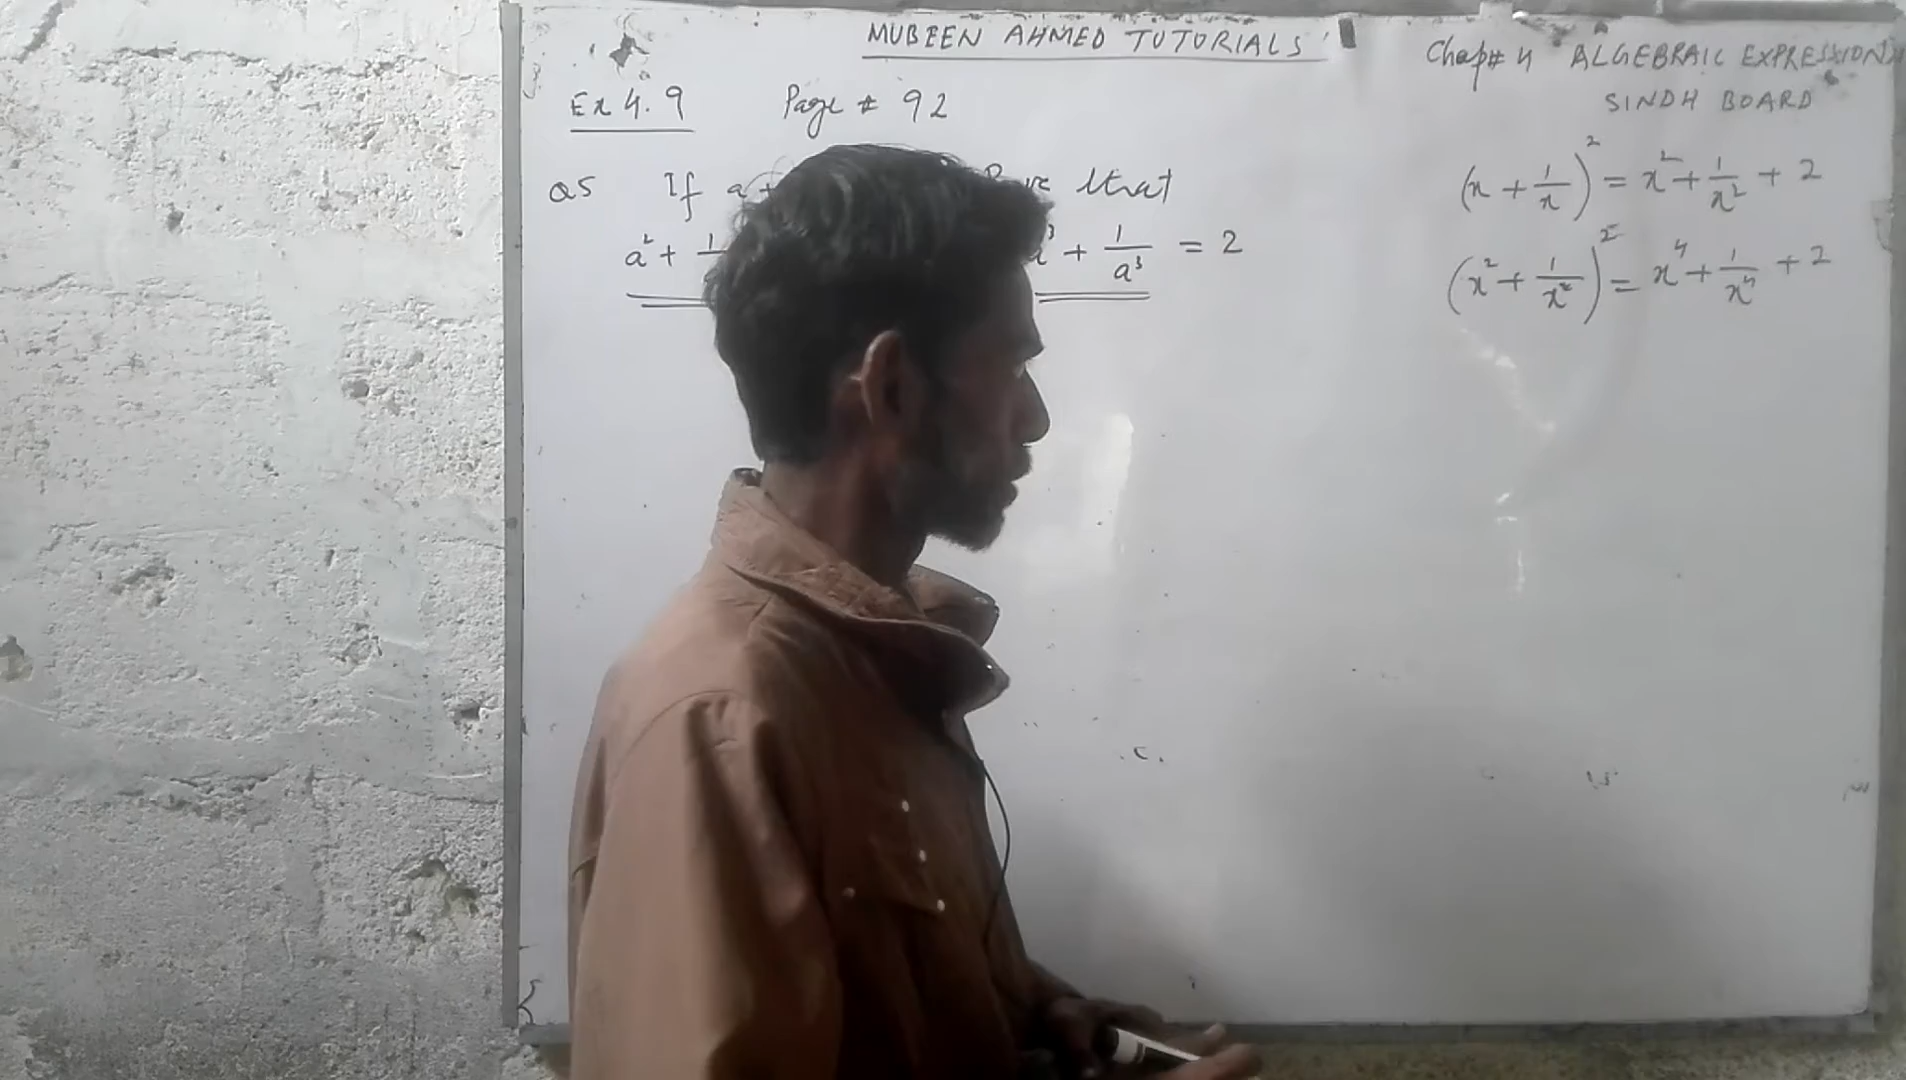 MUBEEN AHMED TUTORIALS
Chap# 4 ALGEBRAIC EXPRESSIONS
SINDH BOARD
Ex 4.9 Page # 92
Q5 If a + that
a² + 1 + 1/a³ = 2
(x + 1/x)² = x² + 1/x² + 2
(x² + 1/x²)² = x⁴ + 1/x⁴ + 2